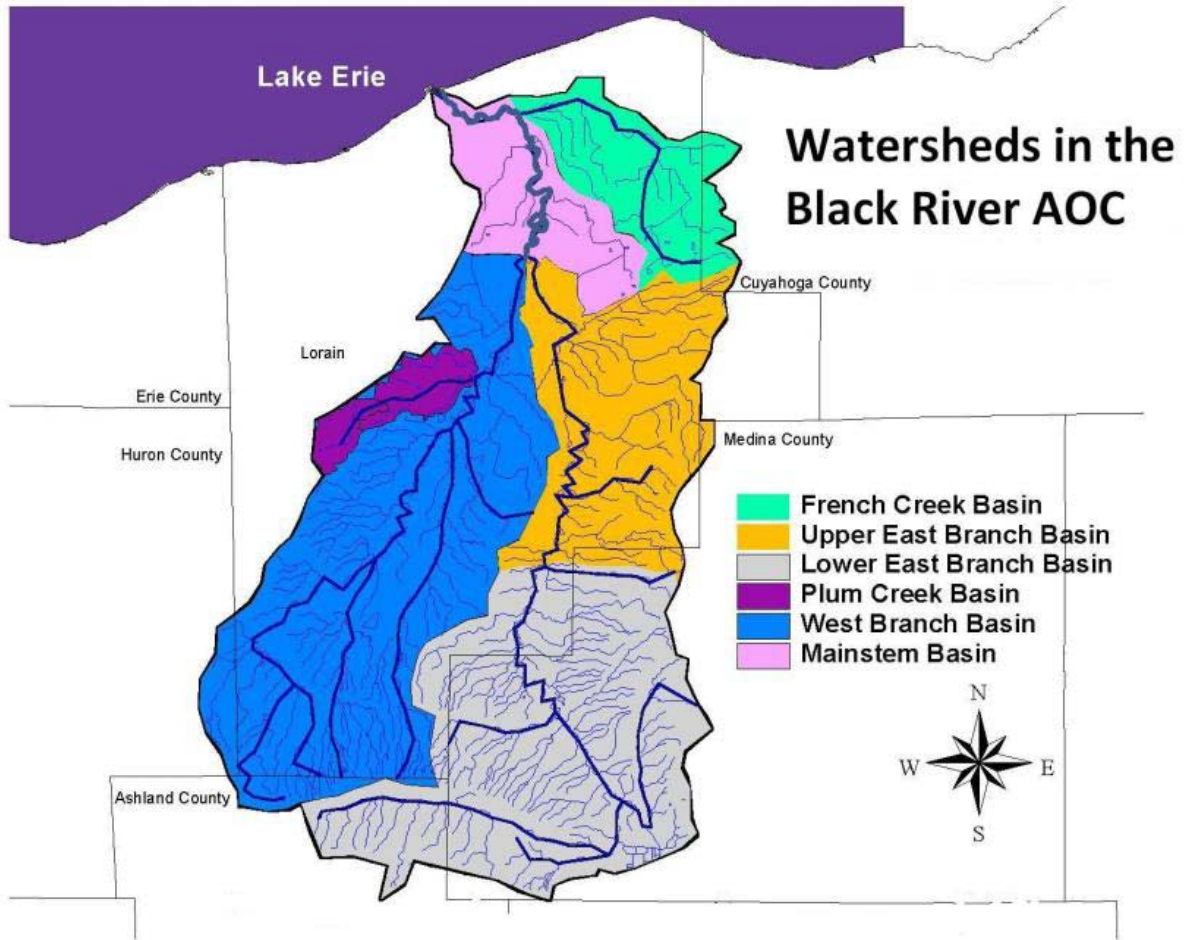 Lake Erie
Watersheds in the
Black River AOC
Cuyahoga County
Lorain
Erie County
Huron County
Medina County
French Creek Basin
Upper East Branch Basin
Lower East Branch Basin
Plum Creek Basin
West Branch Basin
Mainstem Basin
N
W E
S
Ashland County